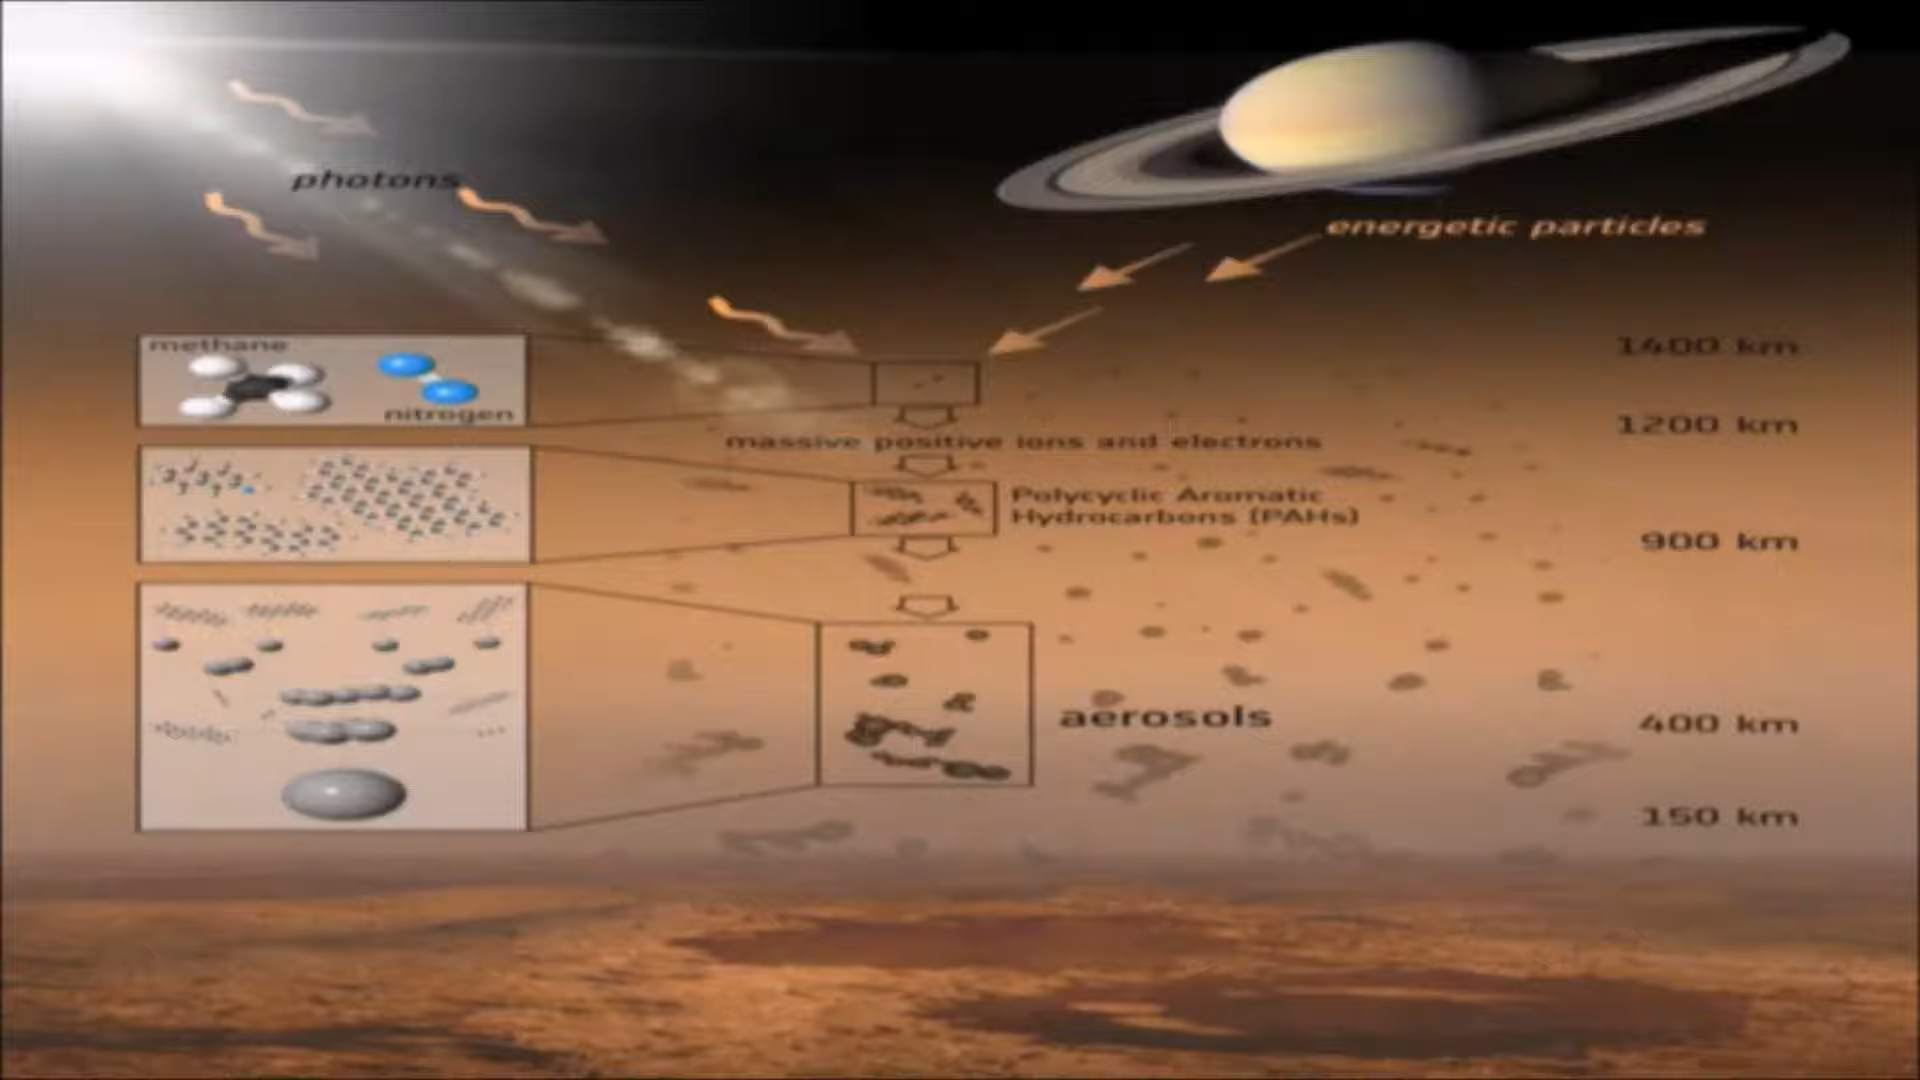 photons
energetic particles
1400 km
methane
nitrogen
1200 km
massive positive ions and electrons
Polycyclic Aromatic
Hydrocarbons (PAHs)
900 km
aerosols
400 km
150 km